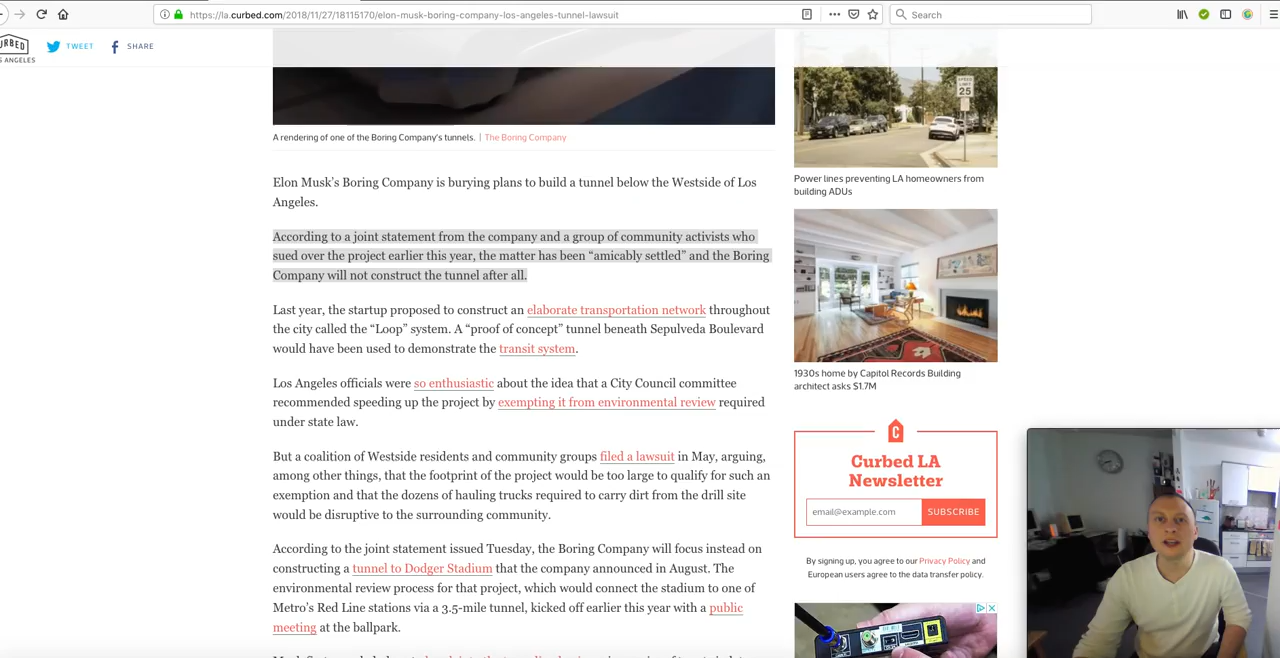 https://la.curbed.com/2018/11/27/18115170/elon-musk-boring-company-los-angeles-tunnel-lawsuit
Search
TWEET
SHARE
A rendering of one of the Boring Company's tunnels. | The Boring Company
Elon Musk's Boring Company is burying plans to build a tunnel below the Westside of Los
Angeles.
According to a joint statement from the company and a group of community activists who
sued over the project earlier this year, the matter has been “amicably settled” and the Boring
Company will not construct the tunnel after all.
Last year, the startup proposed to construct an elaborate transportation network throughout
the city called the “Loop” system. A “proof of concept” tunnel beneath Sepulveda Boulevard
would have been used to demonstrate the transit system.
Los Angeles officials were so enthusiastic about the idea that a City Council committee
recommended speeding up the project by exempting it from environmental review required
under state law.
But a coalition of Westside residents and community groups filed a lawsuit in May, arguing,
among other things, that the footprint of the project would be too large to qualify for such an
exemption and that the dozens of hauling trucks required to carry dirt from the drill site
would be disruptive to the surrounding community.
According to the joint statement issued Tuesday, the Boring Company will focus instead on
constructing a tunnel to Dodger Stadium that the company announced in August. The
environmental review process for that project, which would connect the stadium to one of
Metro's Red Line stations via a 3.5-mile tunnel, kicked off earlier this year with a public
meeting at the ballpark.
SPEED
LIMIT
25
Power lines preventing LA homeowners from
building ADUs
1930s home by Capitol Records Building
architect asks $1.7M
C
Curbed LA
Newsletter
email@example.com
SUBSCRIBE
By signing up, you agree to our Privacy Policy and
European users agree to the data transfer policy.